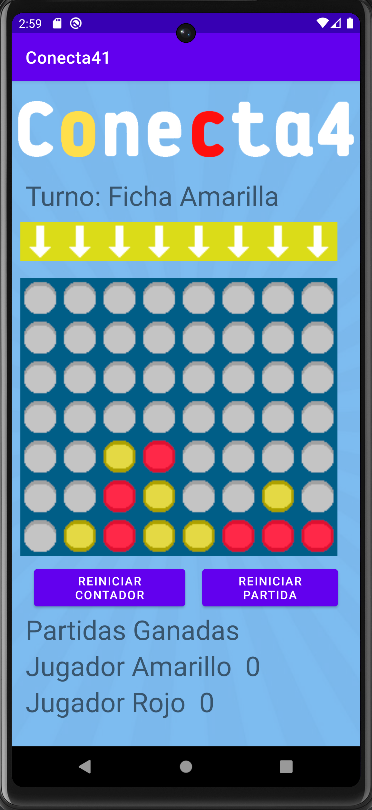 2:59
Conecta41
Conecta4
Turno: Ficha Amarilla
REINICIAR
CONTADOR
REINICIAR
PARTIDA
Partidas Ganadas
Jugador Amarillo 0
Jugador Rojo 0